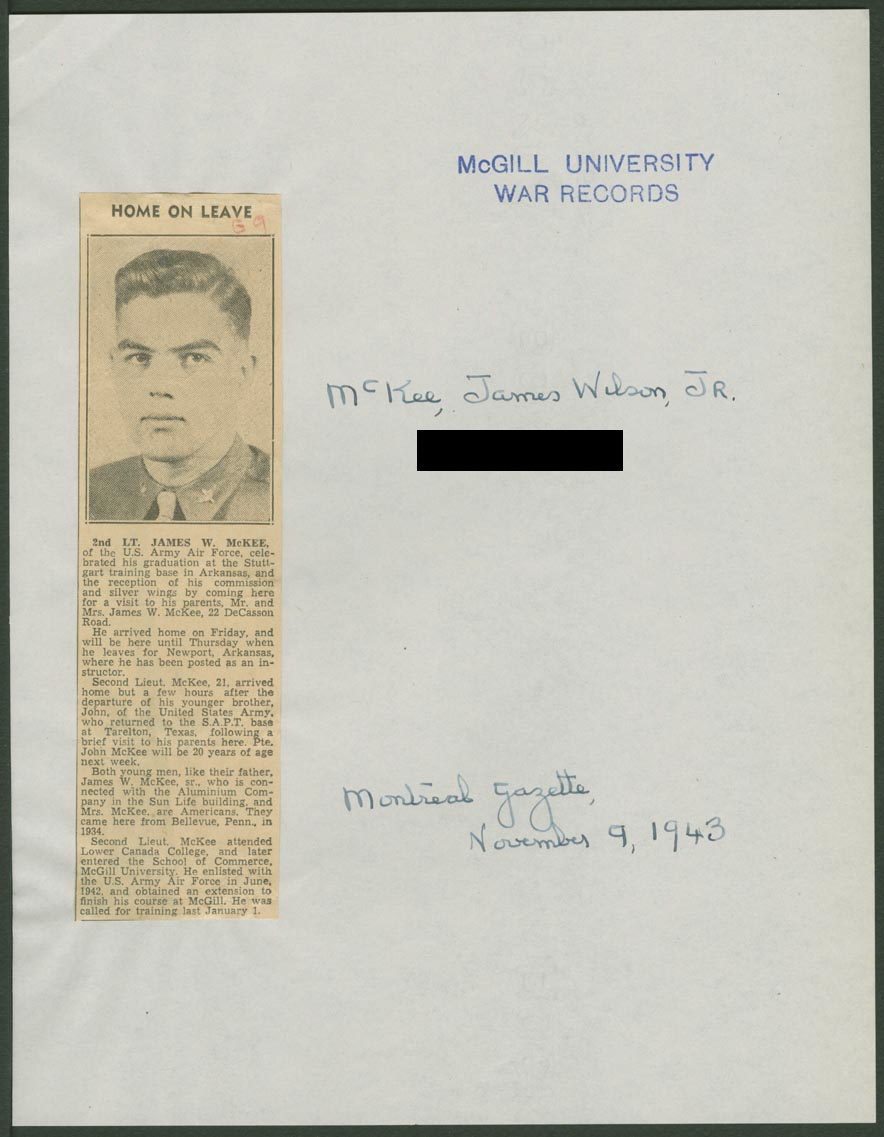 McGILL UNIVERSITY
WAR RECORDS
HOME ON LEAVE
G 9
McKee, James Wilson, JR.
2nd LT. JAMES W. McKEE,
of the U.S. Army Air Force, cele-
brated his graduation at the Stutt-
gart training base in Arkansas, and
the reception of his commission
and silver wings by coming here
for a visit to his parents, Mr. and
Mrs. James W. McKee, 22 DeCasson
Road.
He arrived home on Friday, and
will be here until Thursday when
he leaves for Newport, Arkansas,
where he has been posted as an in-
structor.
Second Lieut. McKee, 21, arrived
home but a few hours after the
departure of his younger brother,
John, of the United States Army,
who returned to the S.A.P.T. base
at Tarelton, Texas, following a
brief visit to his parents here. Pte.
John McKee will be 20 years of age
next week.
Both young men, like their father,
James W. McKee, sr., who is con-
nected with the Aluminium Com-
pany in the Sun Life building, and
Mrs. McKee, are Americans. They
came here from Bellevue, Penn., in
1934.
Second Lieut. McKee attended
Lower Canada College, and later
entered the School of Commerce,
McGill University. He enlisted with
the U.S. Army Air Force in June,
1942, and obtained an extension to
finish his course at McGill. He was
called for training last January 1.
Montreal Gazette,
November 9, 1943